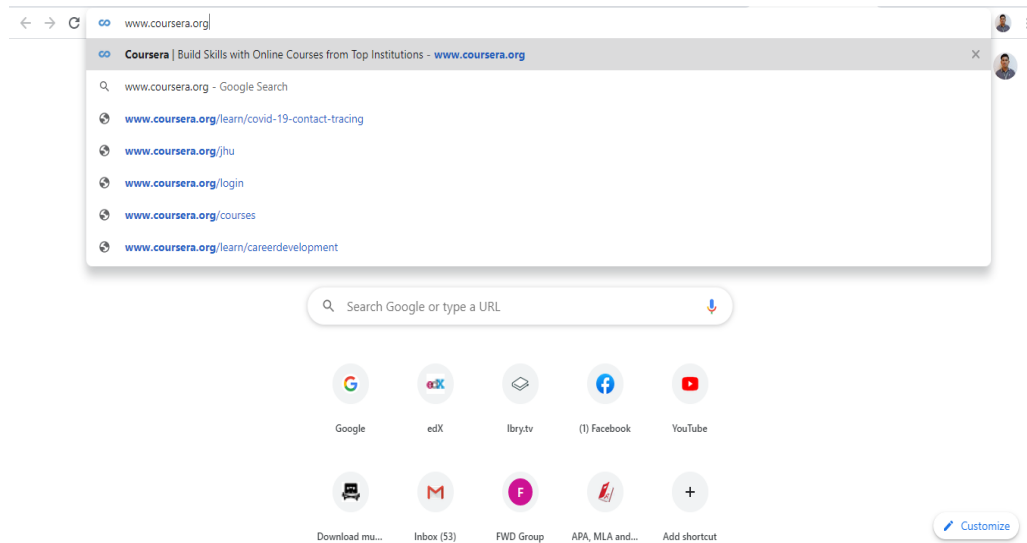 www.coursera.org
Coursera | Build Skills with Online Courses from Top Institutions - www.coursera.org
www.coursera.org - Google Search
www.coursera.org/learn/covid-19-contact-tracing
www.coursera.org/jhu
www.coursera.org/login
www.coursera.org/courses
www.coursera.org/learn/careerdevelopment
Search Google or type a URL
G edX f
Google edX lbry.tv (1) Facebook YouTube
M F
Download mu... Inbox (53) FWD Group APA, MLA and... Add shortcut
Customize